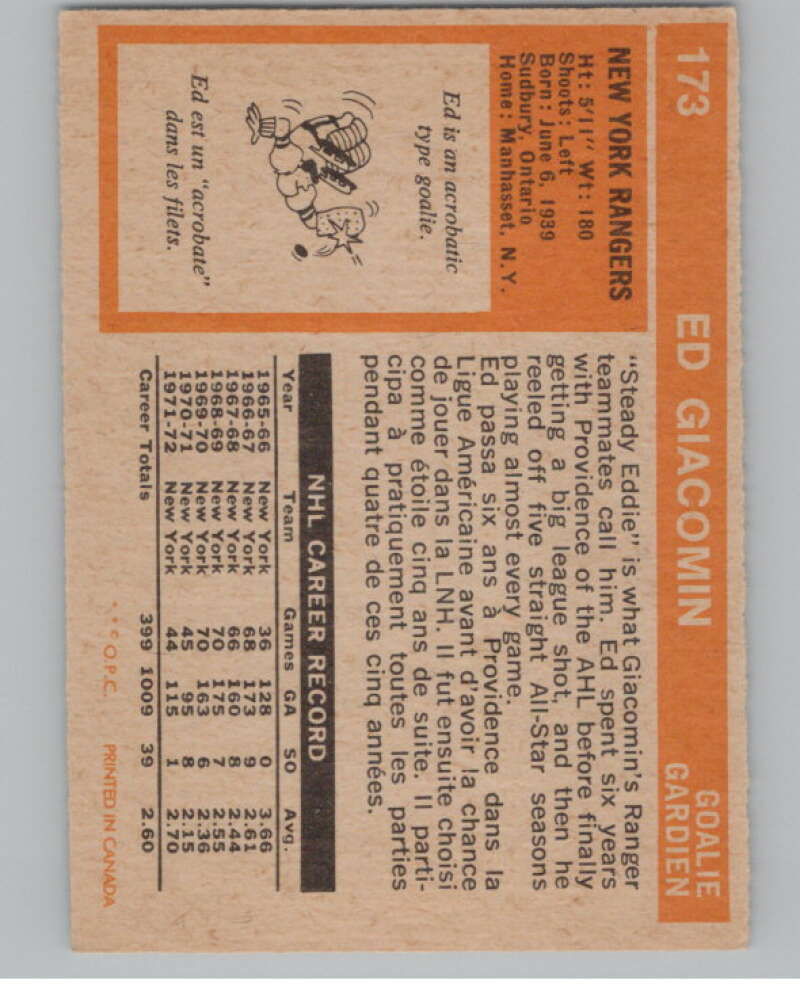 173 ED GIACOMIN GOALIE
GARDIEN
NEW YORK RANGERS
Ht: 5'11" Wt: 180
Shoots: Left
Born: June 6, 1939
Sudbury, Ontario
Home: Manhasset, N.Y.
Ed is an acrobatic
type goalie.
Ed est un "acrobate"
dans les filets.
"Steady Eddie" is what Giacomin's Ranger
teammates call him. Ed spent six years
with Providence of the AHL before finally
getting a big league shot, and then he
reeled off five straight All-Star seasons
playing almost every game.
Ed passa six ans à Providence dans la
Ligue Américaine avant d'avoir la chance
de jouer dans la LNH. Il fut ensuite choisi
comme étoile cinq ans de suite. Il parti-
cipa à pratiquement toutes les parties
pendant quatre de ces cinq années.
NHL CAREER RECORD
Year Team Games GA SO Avg.
1965-66 New York 36 128 0 3.66
1966-67 New York 68 173 9 2.61
1967-68 New York 66 160 8 2.44
1968-69 New York 70 175 7 2.55
1969-70 New York 70 163 6 2.36
1970-71 New York 45 95 8 2.15
1971-72 New York 44 115 1 2.70
Career Totals 399 1009 39 2.60
* * © O.P.C. PRINTED IN CANADA